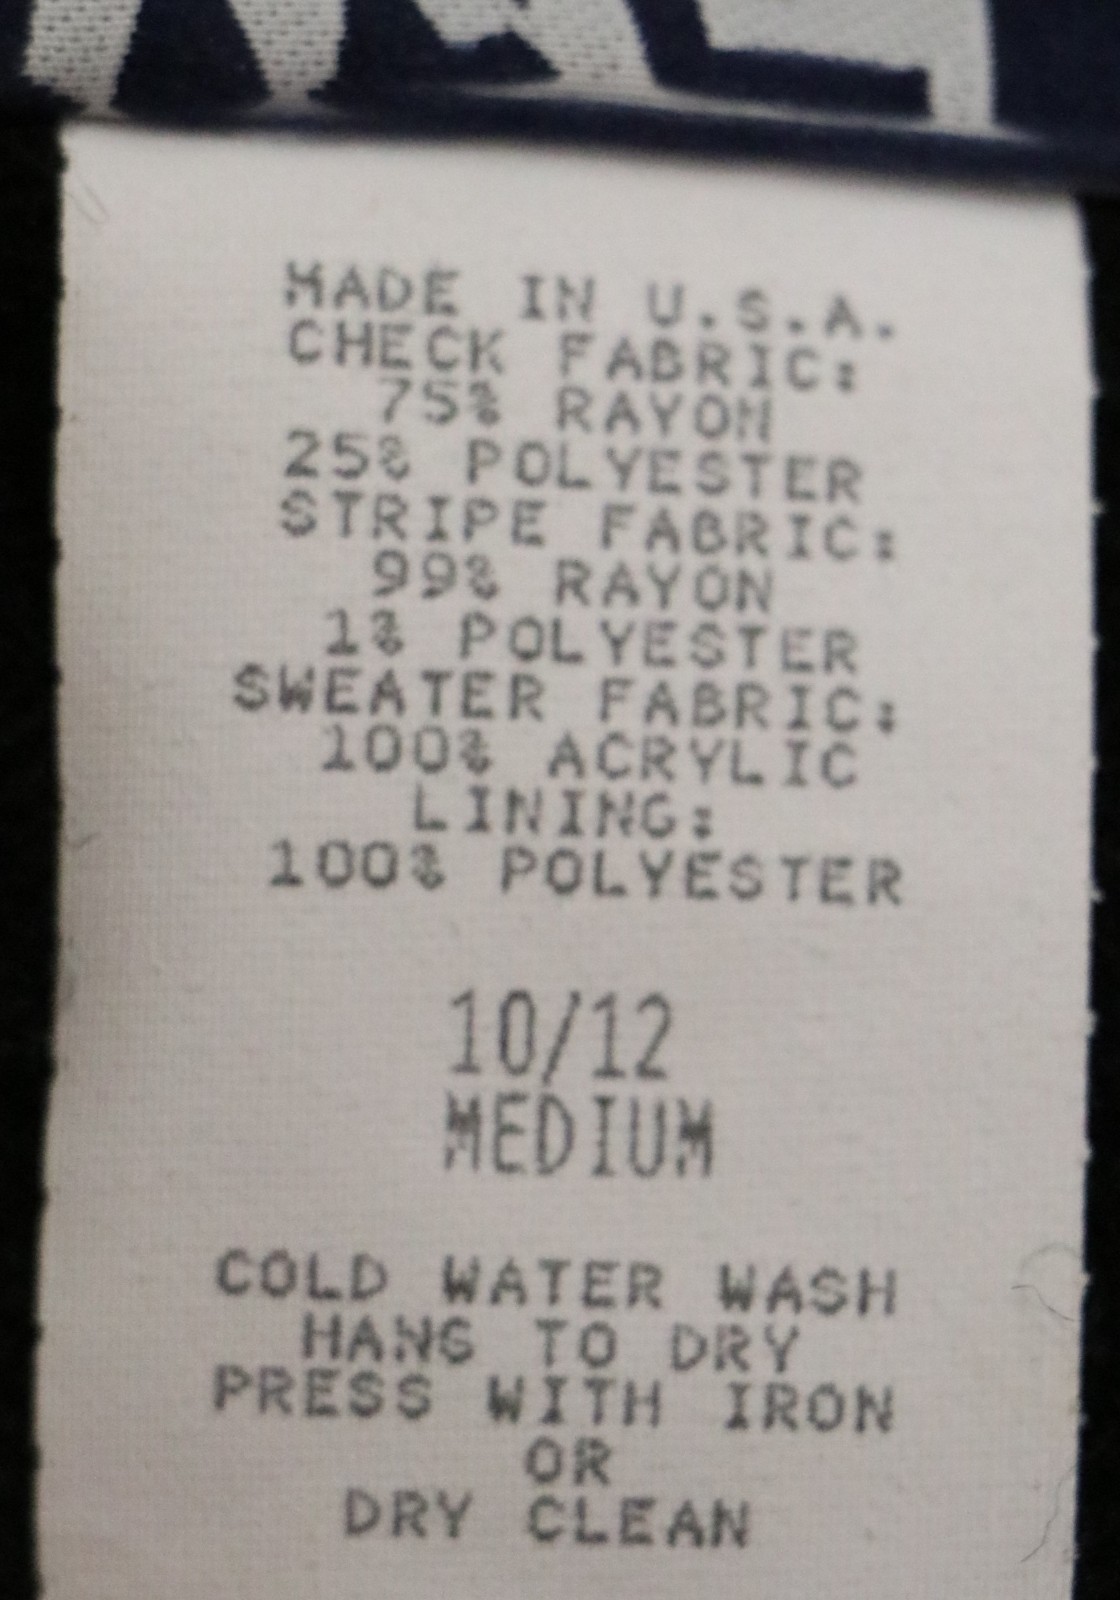 MADE IN U.S.A.
CHECK FABRIC:
75% RAYON
25% POLYESTER
STRIPE FABRIC:
99% RAYON
1% POLYESTER
SWEATER FABRIC:
100% ACRYLIC
LINING:
100% POLYESTER
10/12
MEDIUM
COLD WATER WASH
HANG TO DRY
PRESS WITH IRON
OR
DRY CLEAN